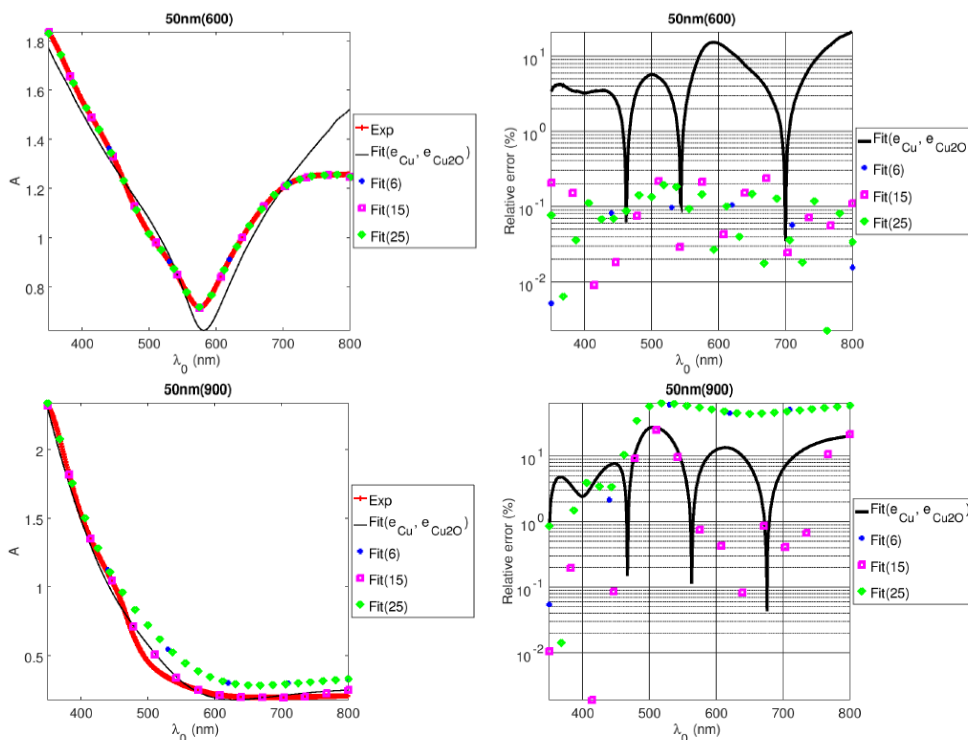 50nm(600)
A
1.8
1.6
1.4
1.2
1
0.8
400 500 600 700 800
λ0 (nm)
Exp
Fit(eCu, eCu2O)
Fit(6)
Fit(15)
Fit(25)
50nm(600)
Relative error (%)
10^1
10^0
10^-1
10^-2
400 500 600 700 800
λ0 (nm)
Fit(eCu, eCu2O)
Fit(6)
Fit(15)
Fit(25)
50nm(900)
A
2
1.5
1
0.5
400 500 600 700 800
λ0 (nm)
Exp
Fit(eCu, eCu2O)
Fit(6)
Fit(15)
Fit(25)
50nm(900)
Relative error (%)
10^1
10^0
10^-1
10^-2
400 500 600 700 800
λ0 (nm)
Fit(eCu, eCu2O)
Fit(6)
Fit(15)
Fit(25)